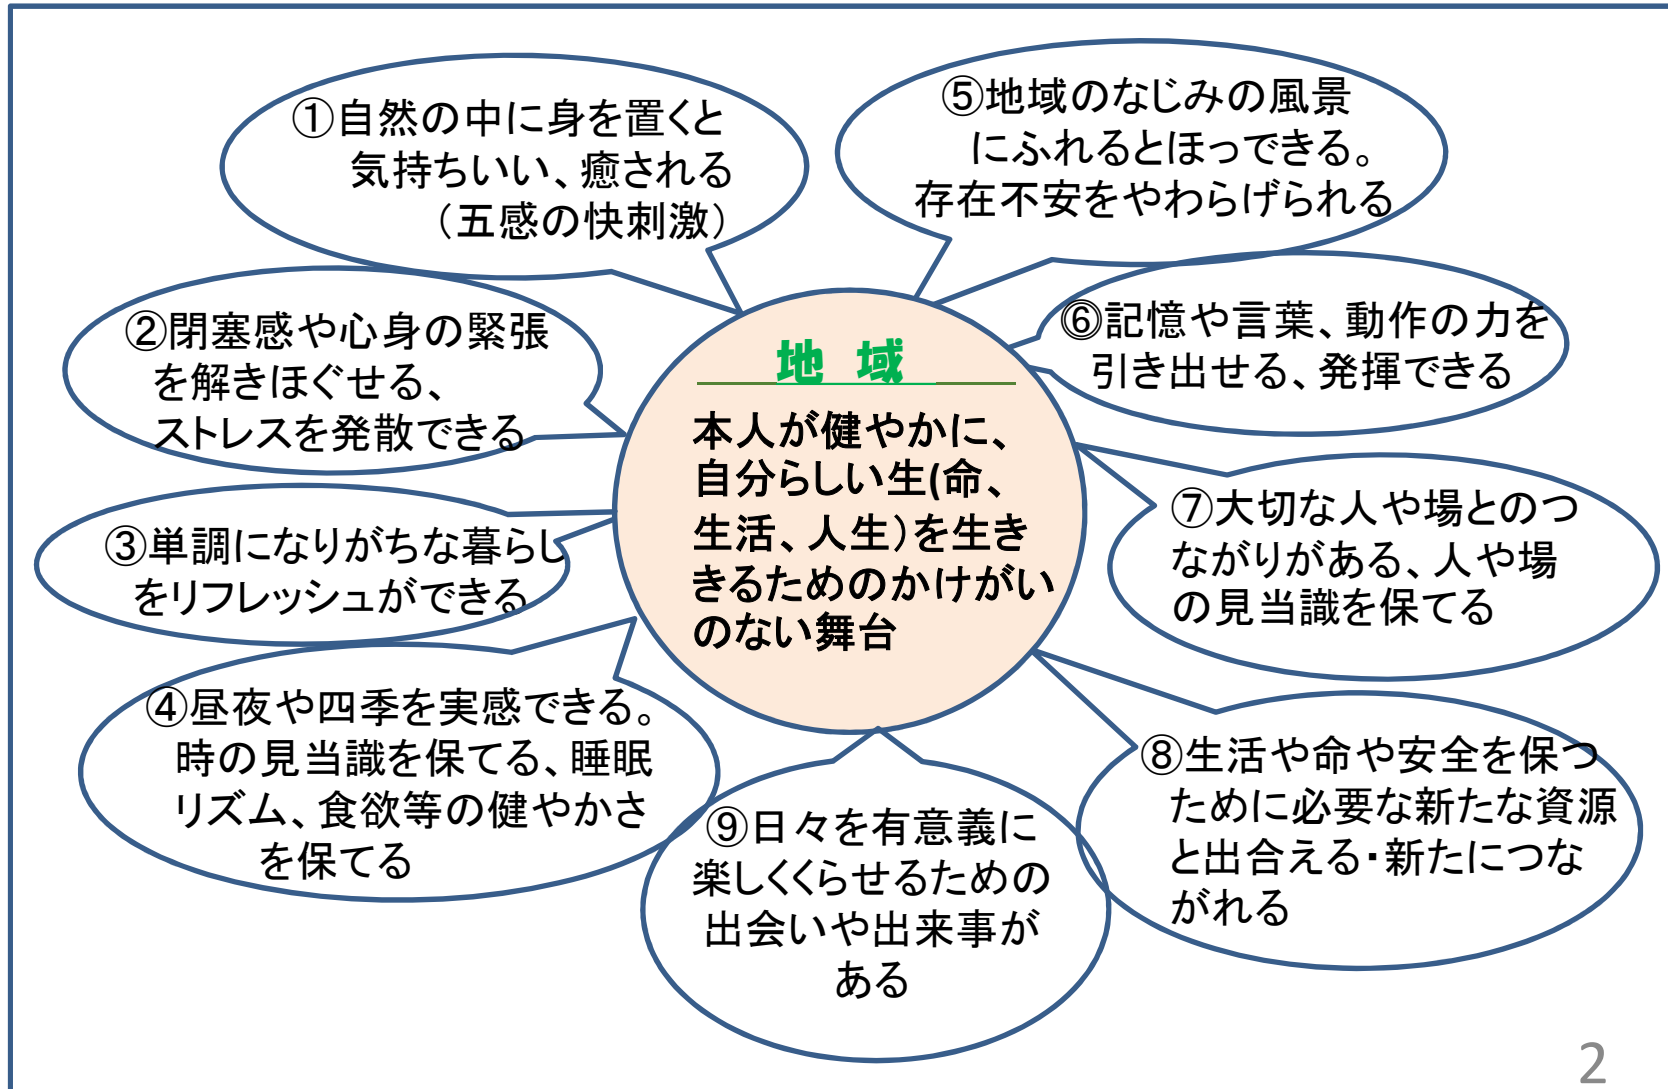 ①自然の中に身を置くと
気持ちいい、癒される
（五感の快刺激）
②閉塞感や心身の緊張
を解きほぐせる、
ストレスを発散できる
③単調になりがちな暮らし
をリフレッシュができる
④昼夜や四季を実感できる。
時の見当識を保てる、睡眠
リズム、食欲等の健やかさ
を保てる
⑤地域のなじみの風景
にふれるとほっできる。
存在不安をやわらげられる
⑥記憶や言葉、動作の力を
引き出せる、発揮できる
⑦大切な人や場とのつ
ながりがある、人や場
の見当識を保てる
⑧生活や命や安全を保つ
ために必要な新たな資源
と出合える・新たにつな
がれる
⑨日々を有意義に
楽しくくらせるための
出会いや出来事が
ある
地 域
本人が健やかに、
自分らしい生(命、
生活、人生）を生き
きるためのかけがい
のない舞台
2